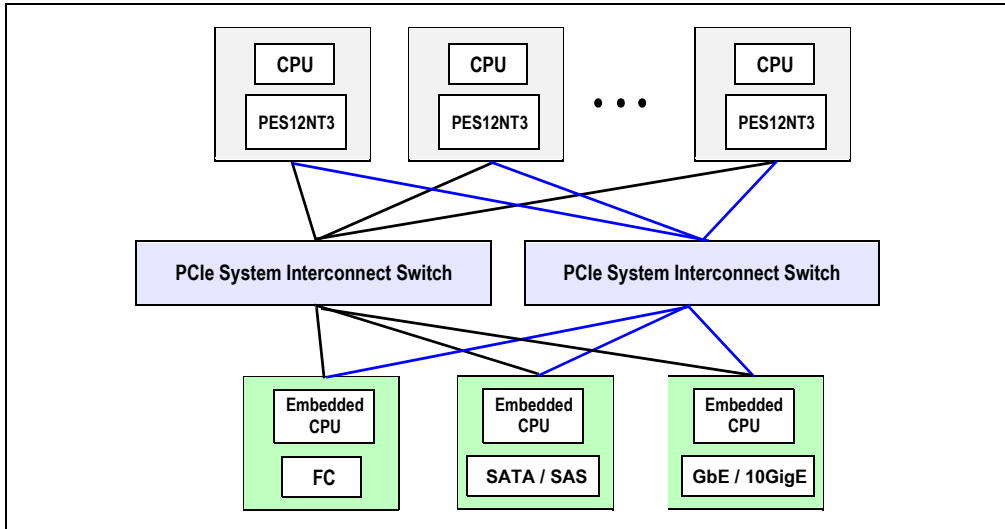 CPU
CPU
CPU
PES12NT3
PES12NT3
• • •
PES12NT3
PCIe System Interconnect Switch
PCIe System Interconnect Switch
Embedded
CPU
Embedded
CPU
Embedded
CPU
FC
SATA / SAS
GbE / 10GigE